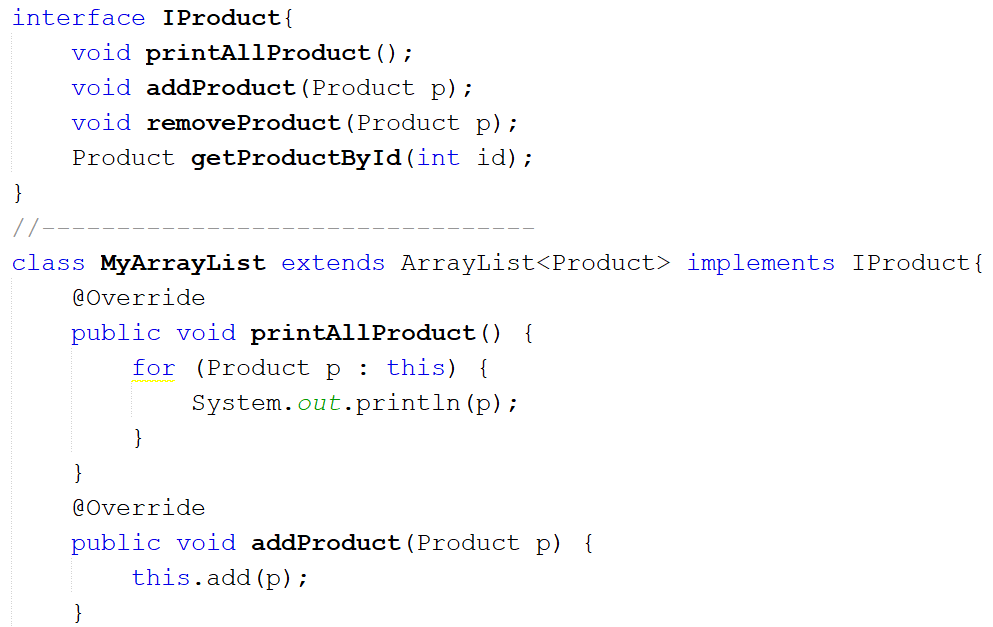 interface IProduct{
    void printAllProduct();
    void addProduct(Product p);
    void removeProduct(Product p);
    Product getProductById(int id);
}
//---------------------------------
class MyArrayList extends ArrayList<Product> implements IProduct{
    @Override
    public void printAllProduct() {
        for (Product p : this) {
            System.out.println(p);
        }
    }
    @Override
    public void addProduct(Product p) {
        this.add(p);
    }